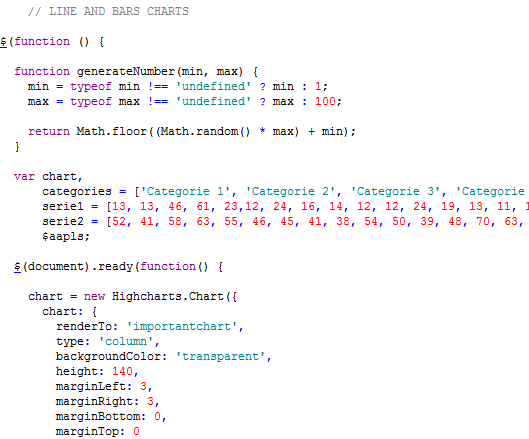 // LINE AND BARS CHARTS
$(function () {
function generateNumber(min, max) {
min = typeof min !== 'undefined' ? min : 1;
max = typeof max !== 'undefined' ? max : 100;
return Math.floor((Math.random() * max) + min);
}
var chart,
categories = ['Categorie 1', 'Categorie 2', 'Categorie 3', 'Categorie
serie1 = [13, 13, 46, 61, 23,12, 24, 16, 14, 12, 12, 24, 19, 13, 11, 1
serie2 = [52, 41, 58, 63, 55, 46, 45, 41, 38, 54, 50, 39, 48, 70, 63,
$aapls;
$(document).ready(function() {
chart = new Highcharts.Chart({
chart: {
renderTo: 'importantchart',
type: 'column',
backgroundColor: 'transparent',
height: 140,
marginLeft: 3,
marginRight: 3,
marginBottom: 0,
marginTop: 0